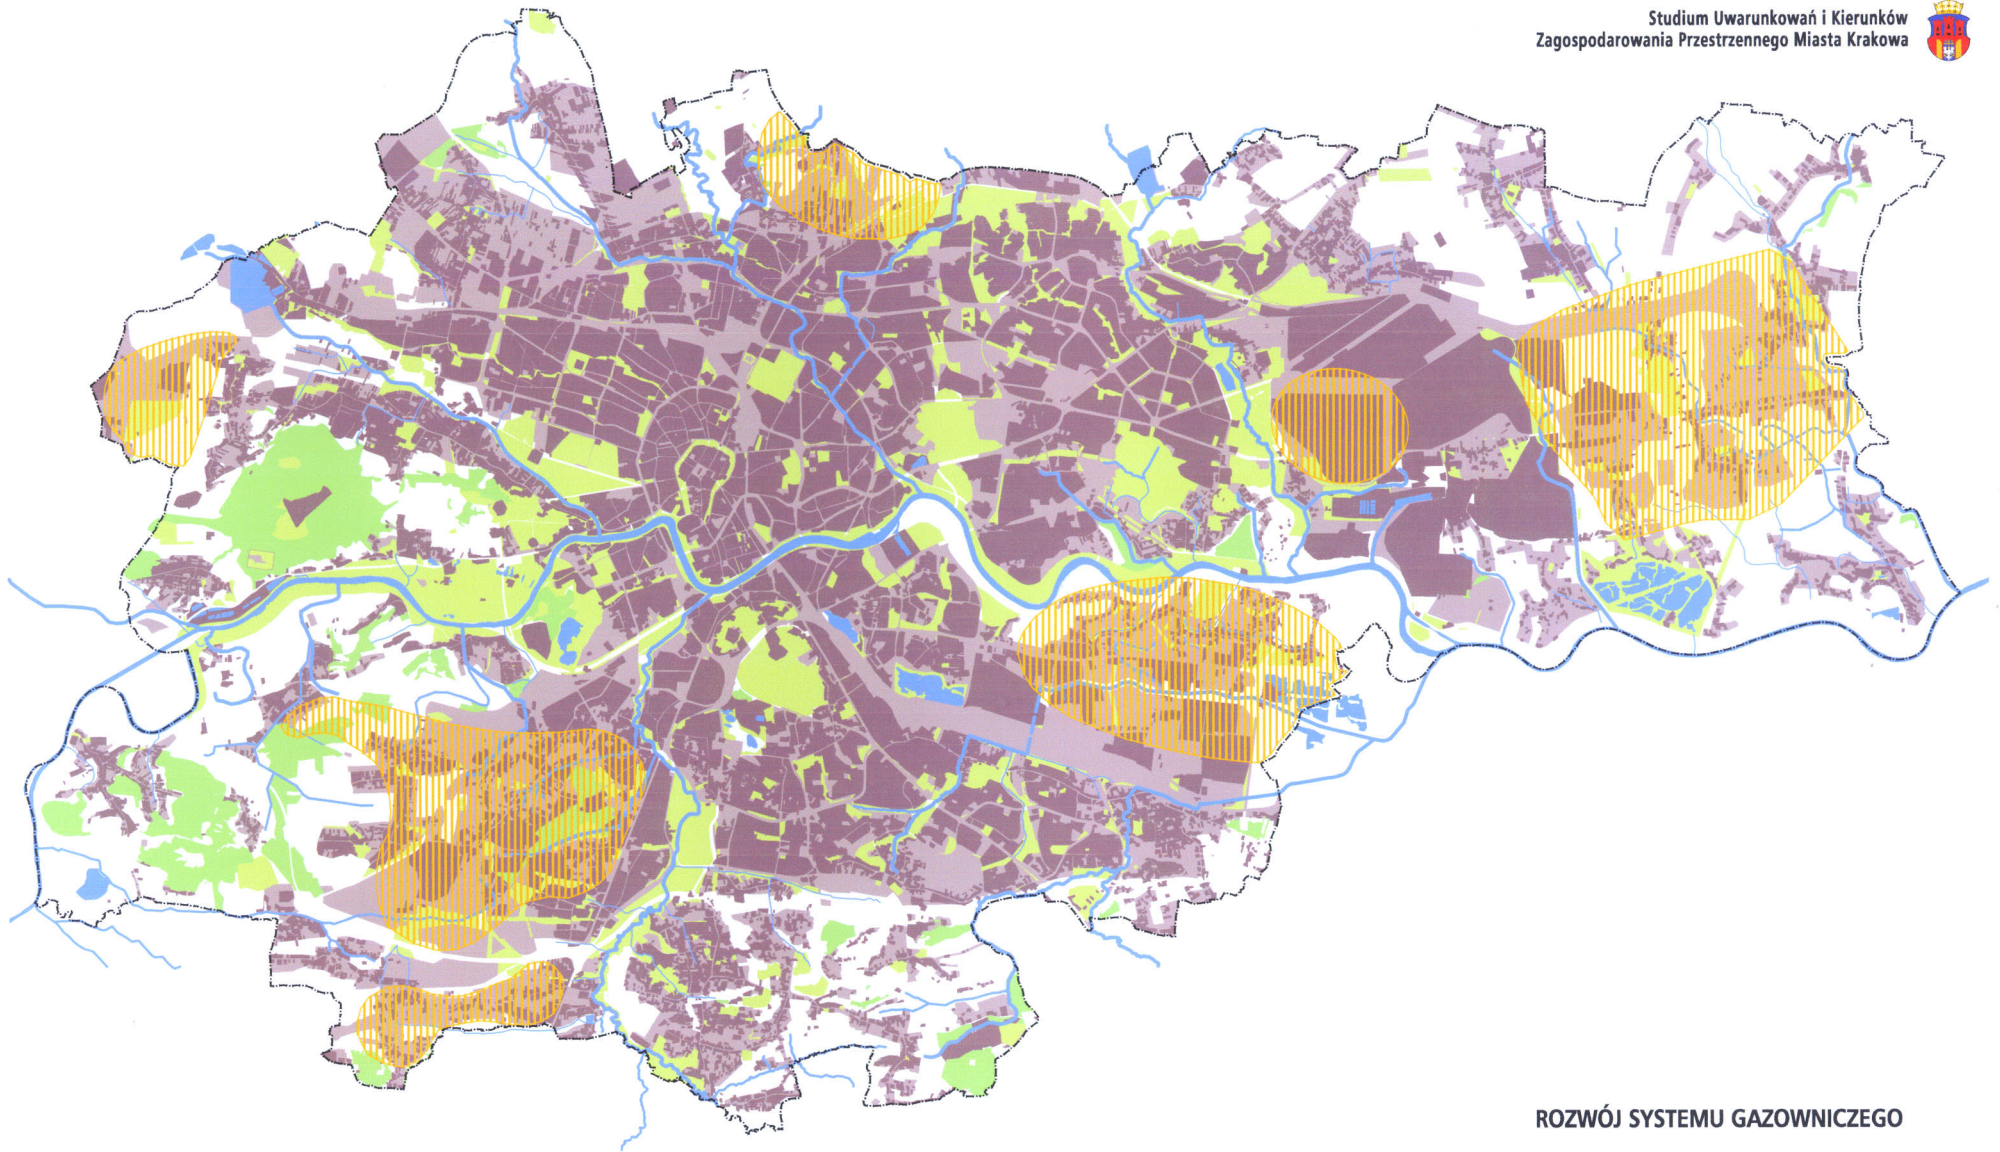 Studium Uwarunkowań i Kierunków
Zagospodarowania Przestrzennego Miasta Krakowa
ROZWÓJ SYSTEMU GAZOWNICZEGO